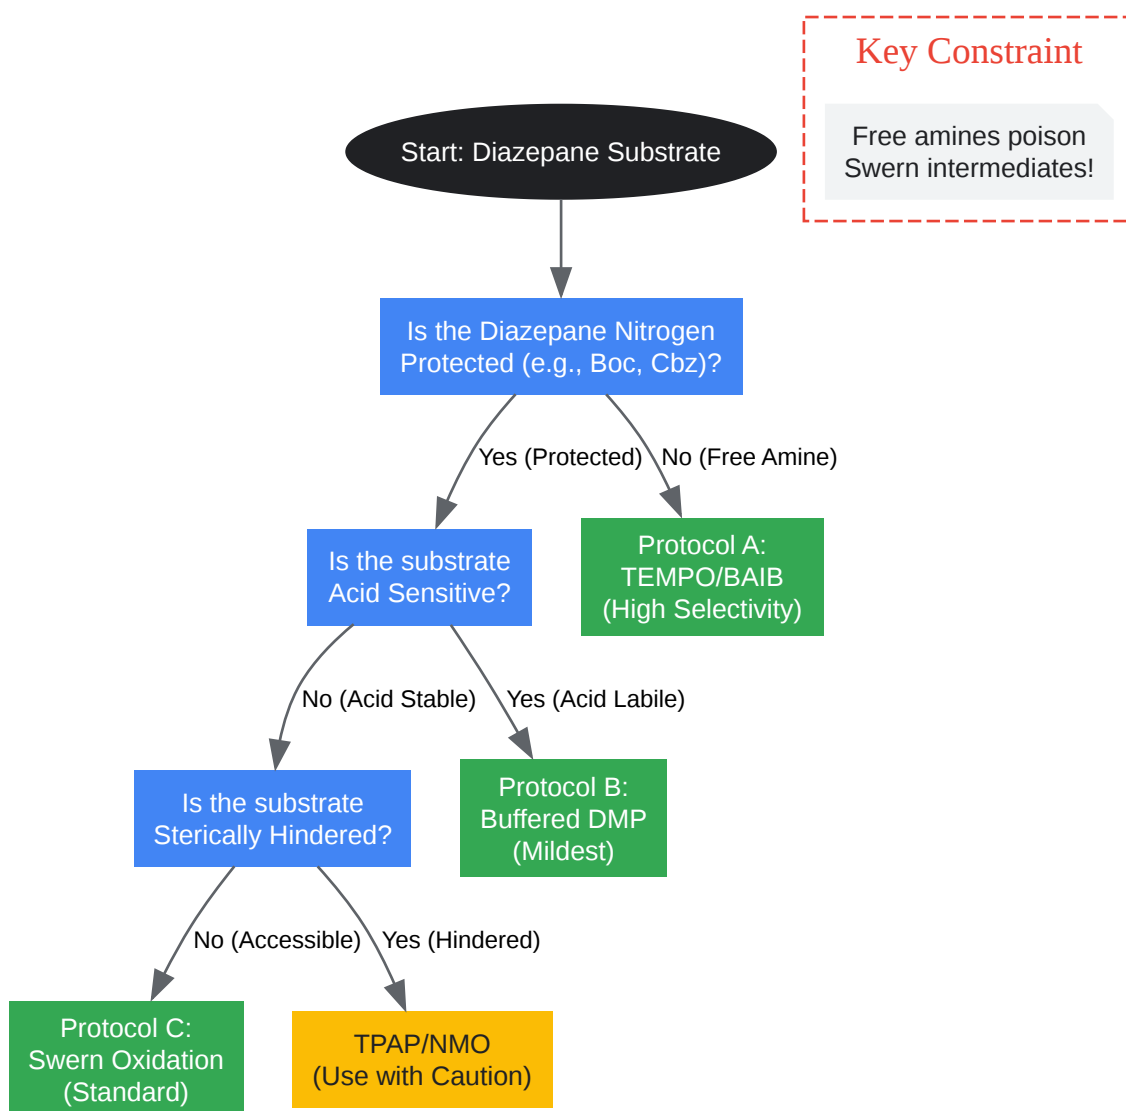 Key Constraint
Free amines poison
Swern intermediates!
Start: Diazepane Substrate
Is the Diazepane Nitrogen
Protected (e.g., Boc, Cbz)?
Yes (Protected)
No (Free Amine)
Is the substrate
Acid Sensitive?
Protocol A:
TEMPO/BAIB
(High Selectivity)
No (Acid Stable)
Yes (Acid Labile)
Is the substrate
Sterically Hindered?
Protocol B:
Buffered DMP
(Mildest)
No (Accessible)
Yes (Hindered)
Protocol C:
Swern Oxidation
(Standard)
TPAP/NMO
(Use with Caution)